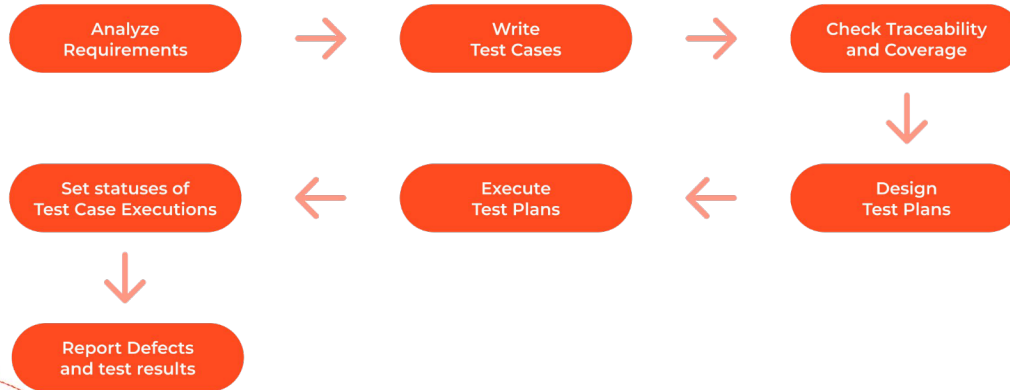 Analyze
Requirements
Write
Test Cases
Check Traceability
and Coverage
Design
Test Plans
Execute
Test Plans
Set statuses of
Test Case Executions
Report Defects
and test results